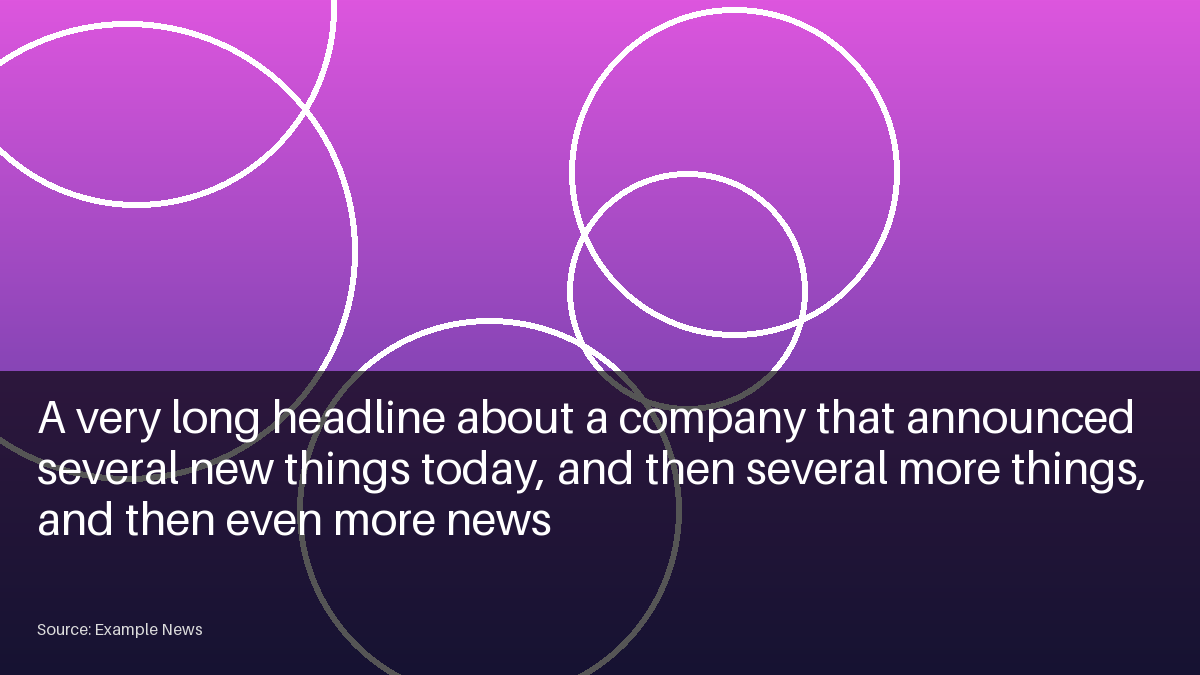 A very long headline about a company that announced
several new things today, and then several more things,
and then even more news
Source: Example News